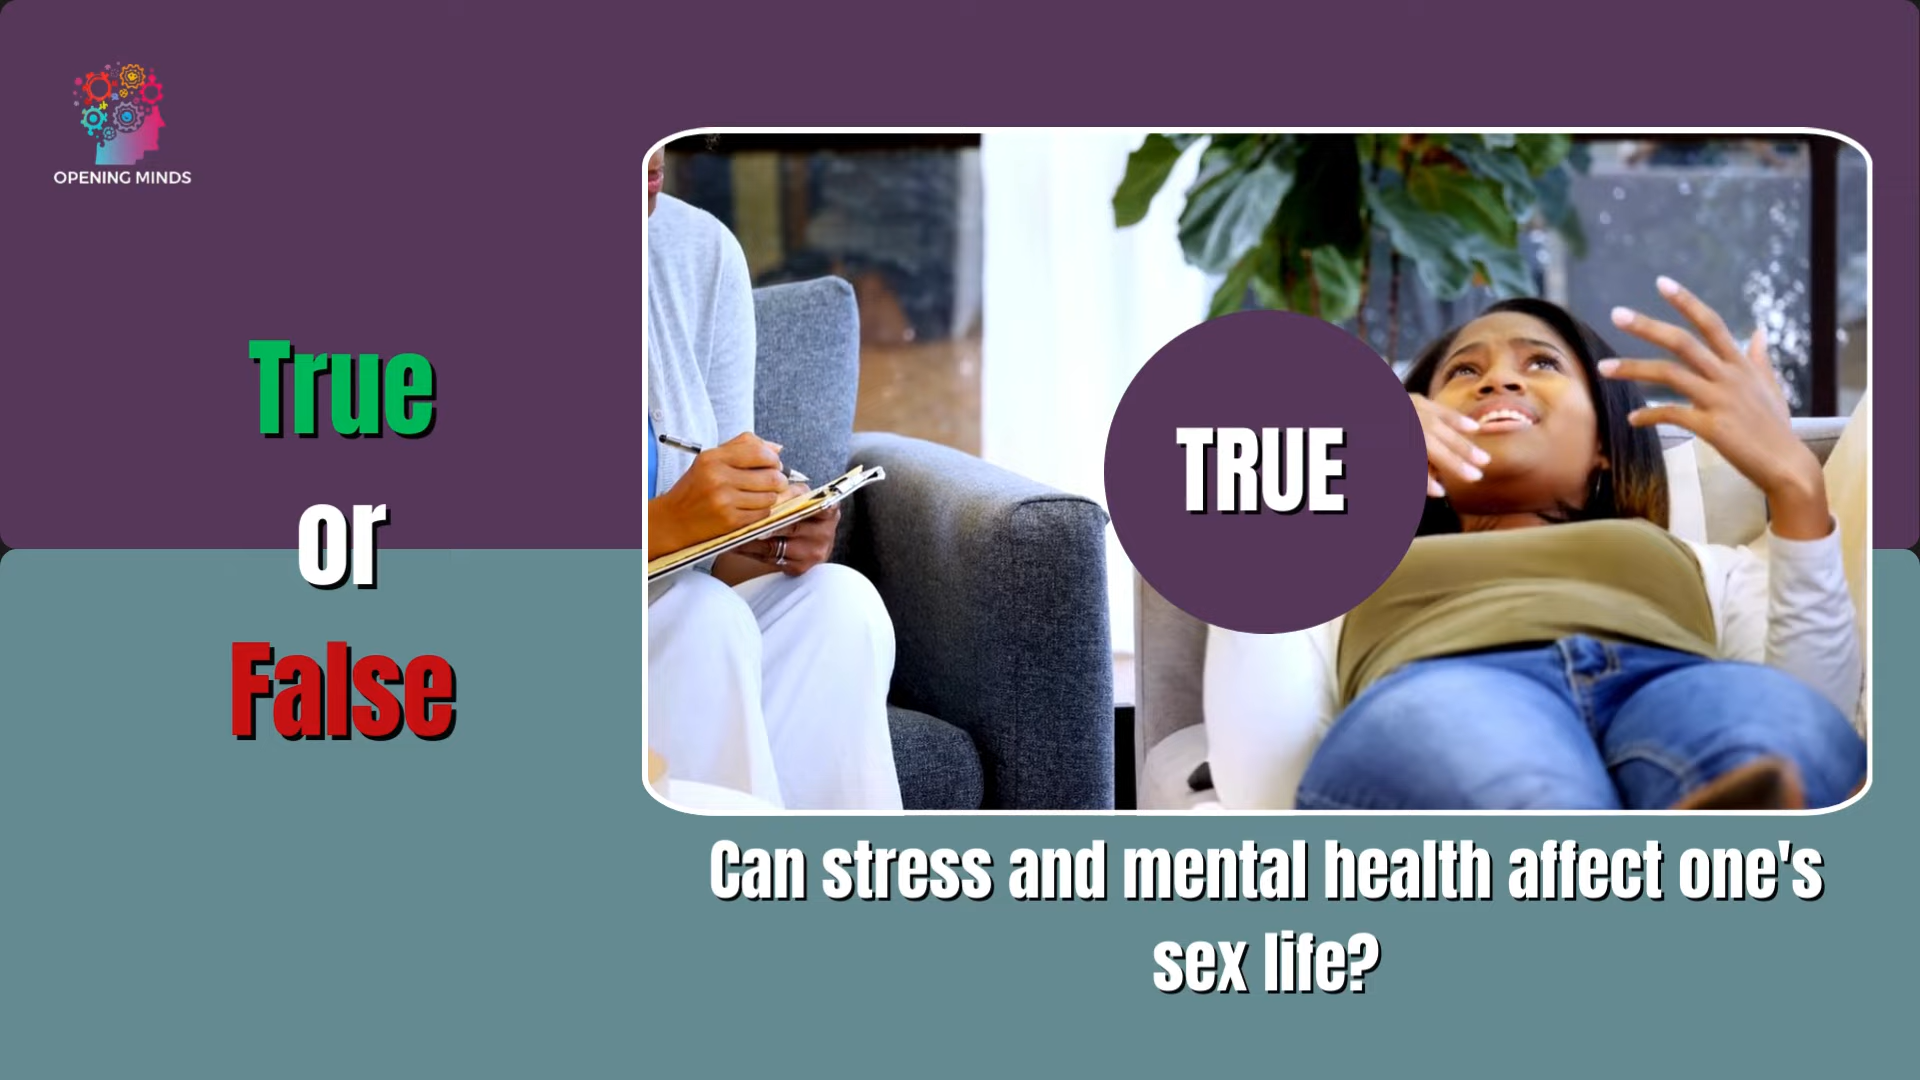 OPENING MINDS
True
or
False
TRUE
Can stress and mental health affect one's
sex life?